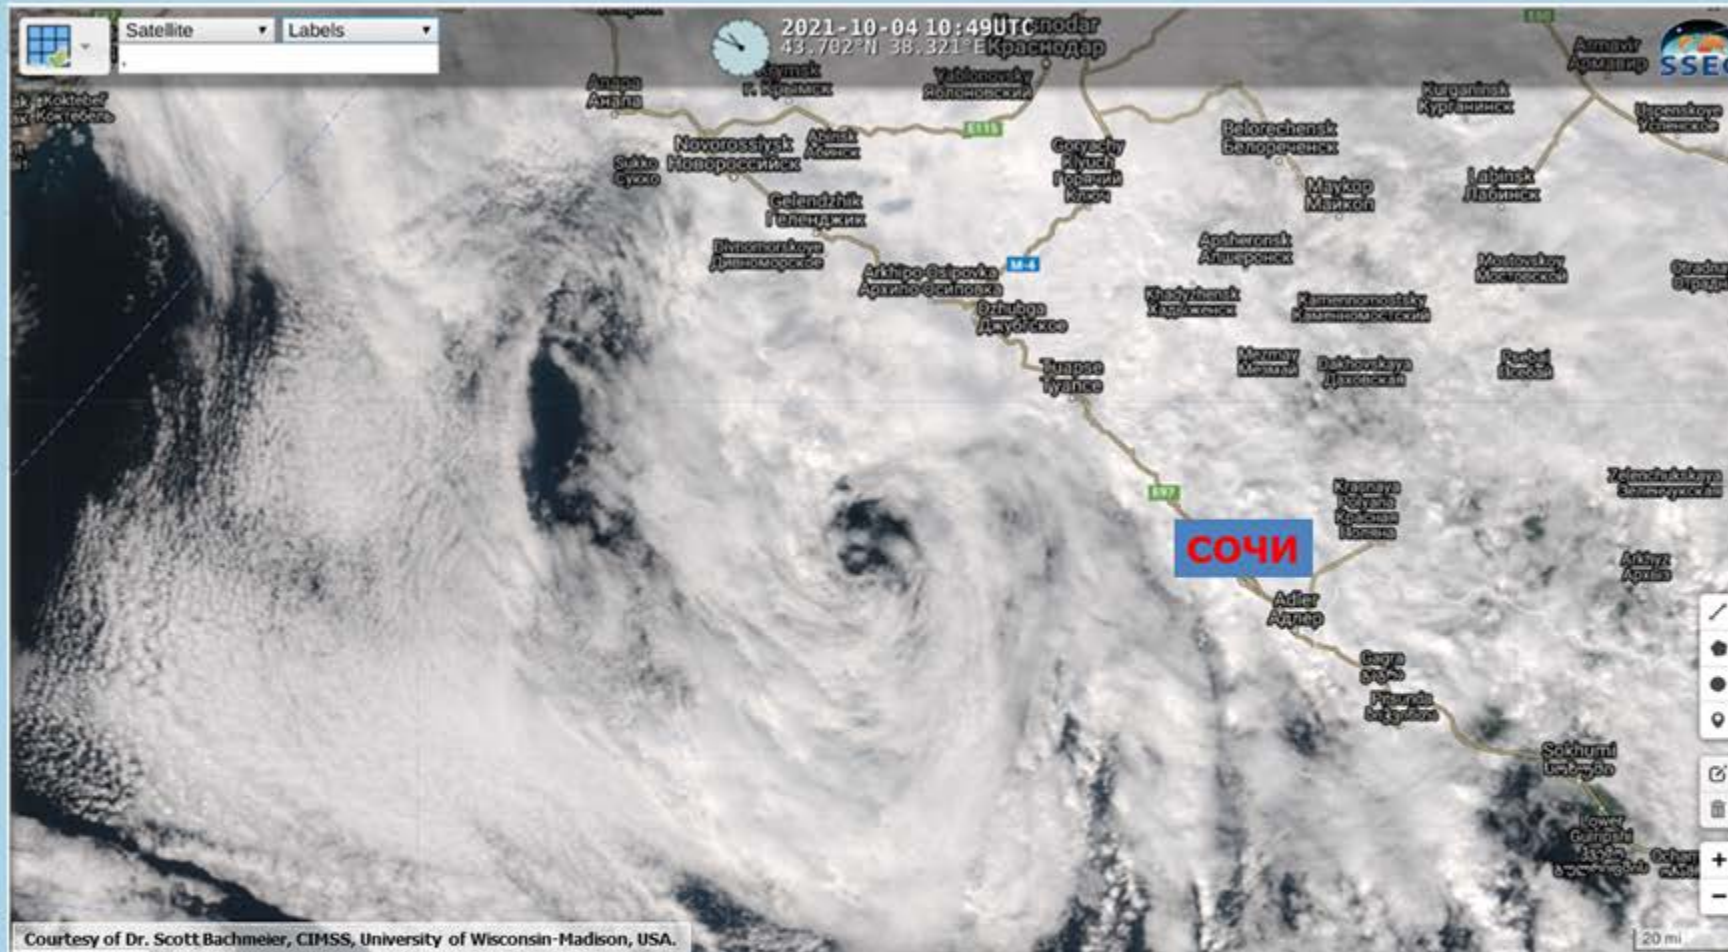 Satellite
Labels
2021-10-04 10:49UTC
43.702°N 38.321°E
Краснодар
Armavir
Армавир
SSEC
Koktebel'
Коктебель
Anapa
Анапа
г. Крымск
Yablonovsky
Яблоновский
Kurganinsk
Курганинск
Uspenskoye
Успенское
E115
Novorossiysk
Новороссийск
Abinsk
Абинск
Sukko
Сукко
Goryachy
Klyuch
Горячий
Ключ
Belorechensk
Белореченск
Maykop
Майкоп
Labinsk
Лабинск
Gelendzhik
Геленджик
Divnomorskoye
Дивноморское
Arkhipo-Osipovka
Архипо-Осиповка
M-4
Apsheronsk
Апшеронск
Mostovskoy
Мостовской
Dzhubga
Джубгское
Khadyzhensk
Хадыженск
Kamennomostsky
Каменномостский
Tuapse
Туапсе
Mezmay
Мезмай
Dakhovskaya
Даховская
Psebai
Псебай
E97
Krasnaya
Polyana
Красная
Поляна
Zelenchukskaya
Зеленчукская
СОЧИ
Arkhyz
Архыз
Adler
Адлер
Gagra
გაგრა
Pitsunda
Sokhumi
სოხუმი
Lower
Gumpshi
20 mi
Courtesy of Dr. Scott Bachmeier, CIMSS, University of Wisconsin-Madison, USA.